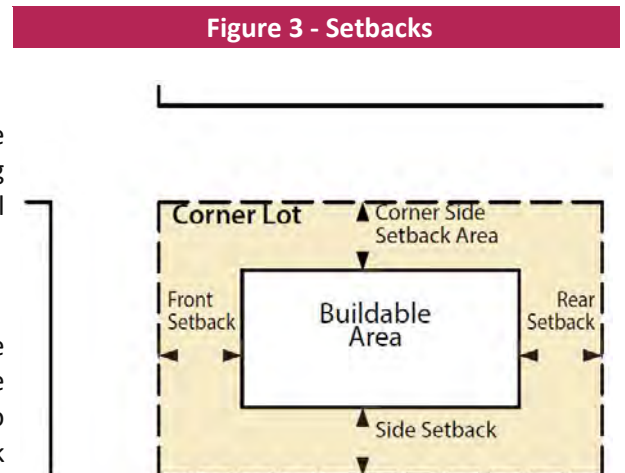 Figure 3 - Setbacks
e
g
l
e
e
o
k
Corner Lot
Corner Side
Setback Area
Front
Setback
Buildable
Area
Rear
Setback
Side Setback